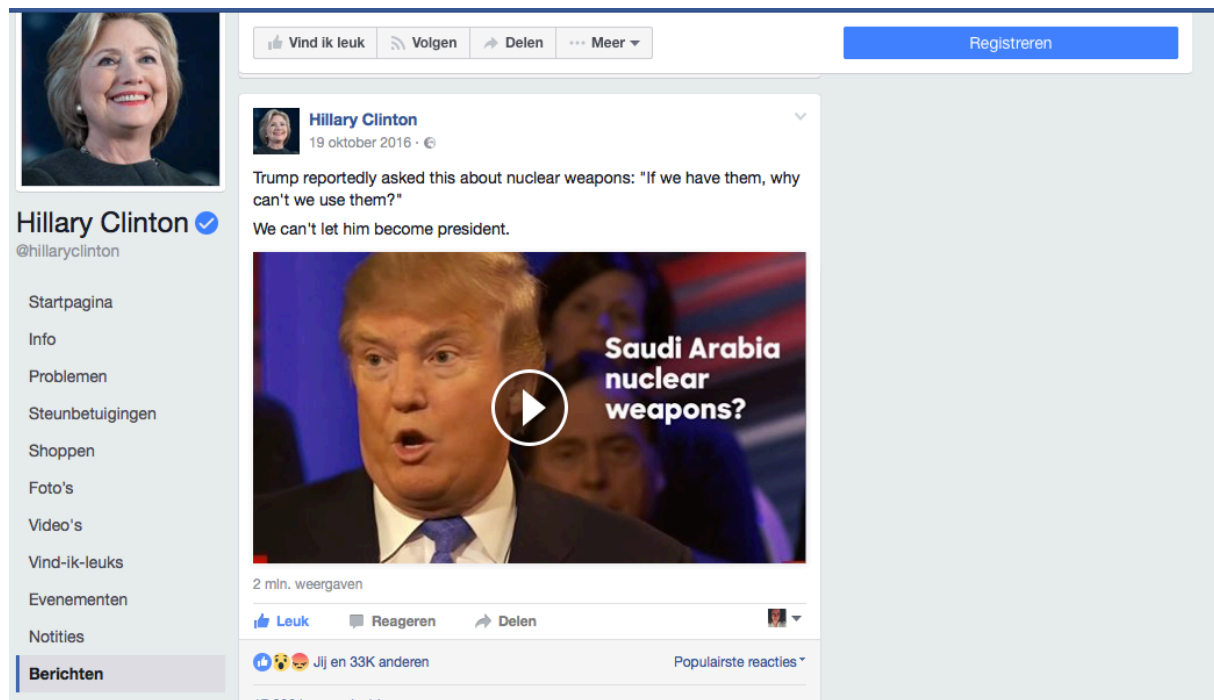 Vind ik leuk
Volgen
Delen
Meer
Registreren
Hillary Clinton
@hillaryclinton
Startpagina
Info
Problemen
Steunbetuigingen
Shoppen
Foto's
Video's
Vind-ik-leuks
Evenementen
Notities
Berichten
Hillary Clinton
19 oktober 2016 ·
Trump reportedly asked this about nuclear weapons: "If we have them, why
can't we use them?"
We can't let him become president.
Saudi Arabia
nuclear
weapons?
2 min. weergaven
Leuk
Reageren
Delen
Jij en 33K anderen
Populairste reacties